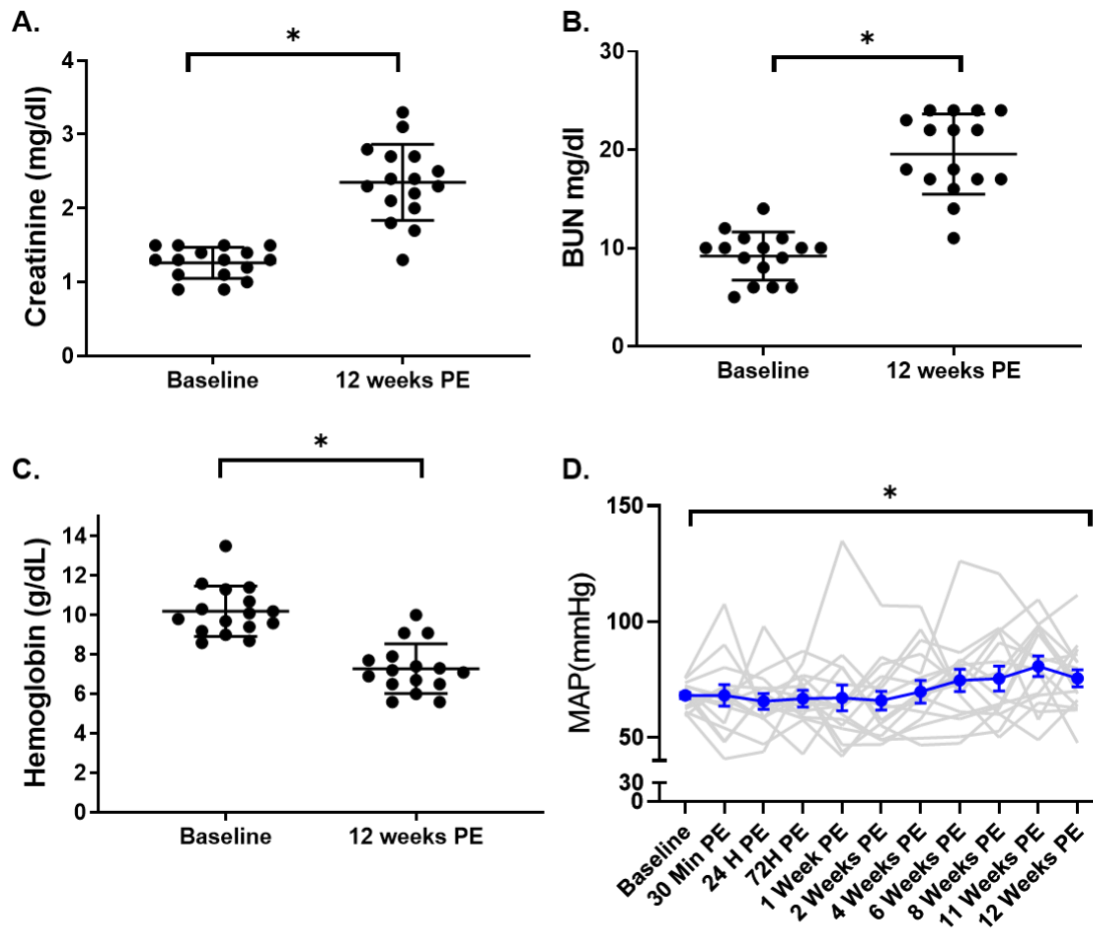 A.
*
Creatinine (mg/dl)
4
3
2
1
0
Baseline
12 weeks PE
B.
*
BUN mg/dl
30
20
10
0
Baseline
12 weeks PE
C.
*
Hemoglobin (g/dL)
14
12
10
8
6
4
2
0
Baseline
12 weeks PE
D.
*
MAP(mmHg)
150
100
50
30
0
Baseline
30 Min PE
24 H PE
72H PE
1 Week PE
2 Weeks PE
4 Weeks PE
6 Weeks PE
8 Weeks PE
11 Weeks PE
12 Weeks PE